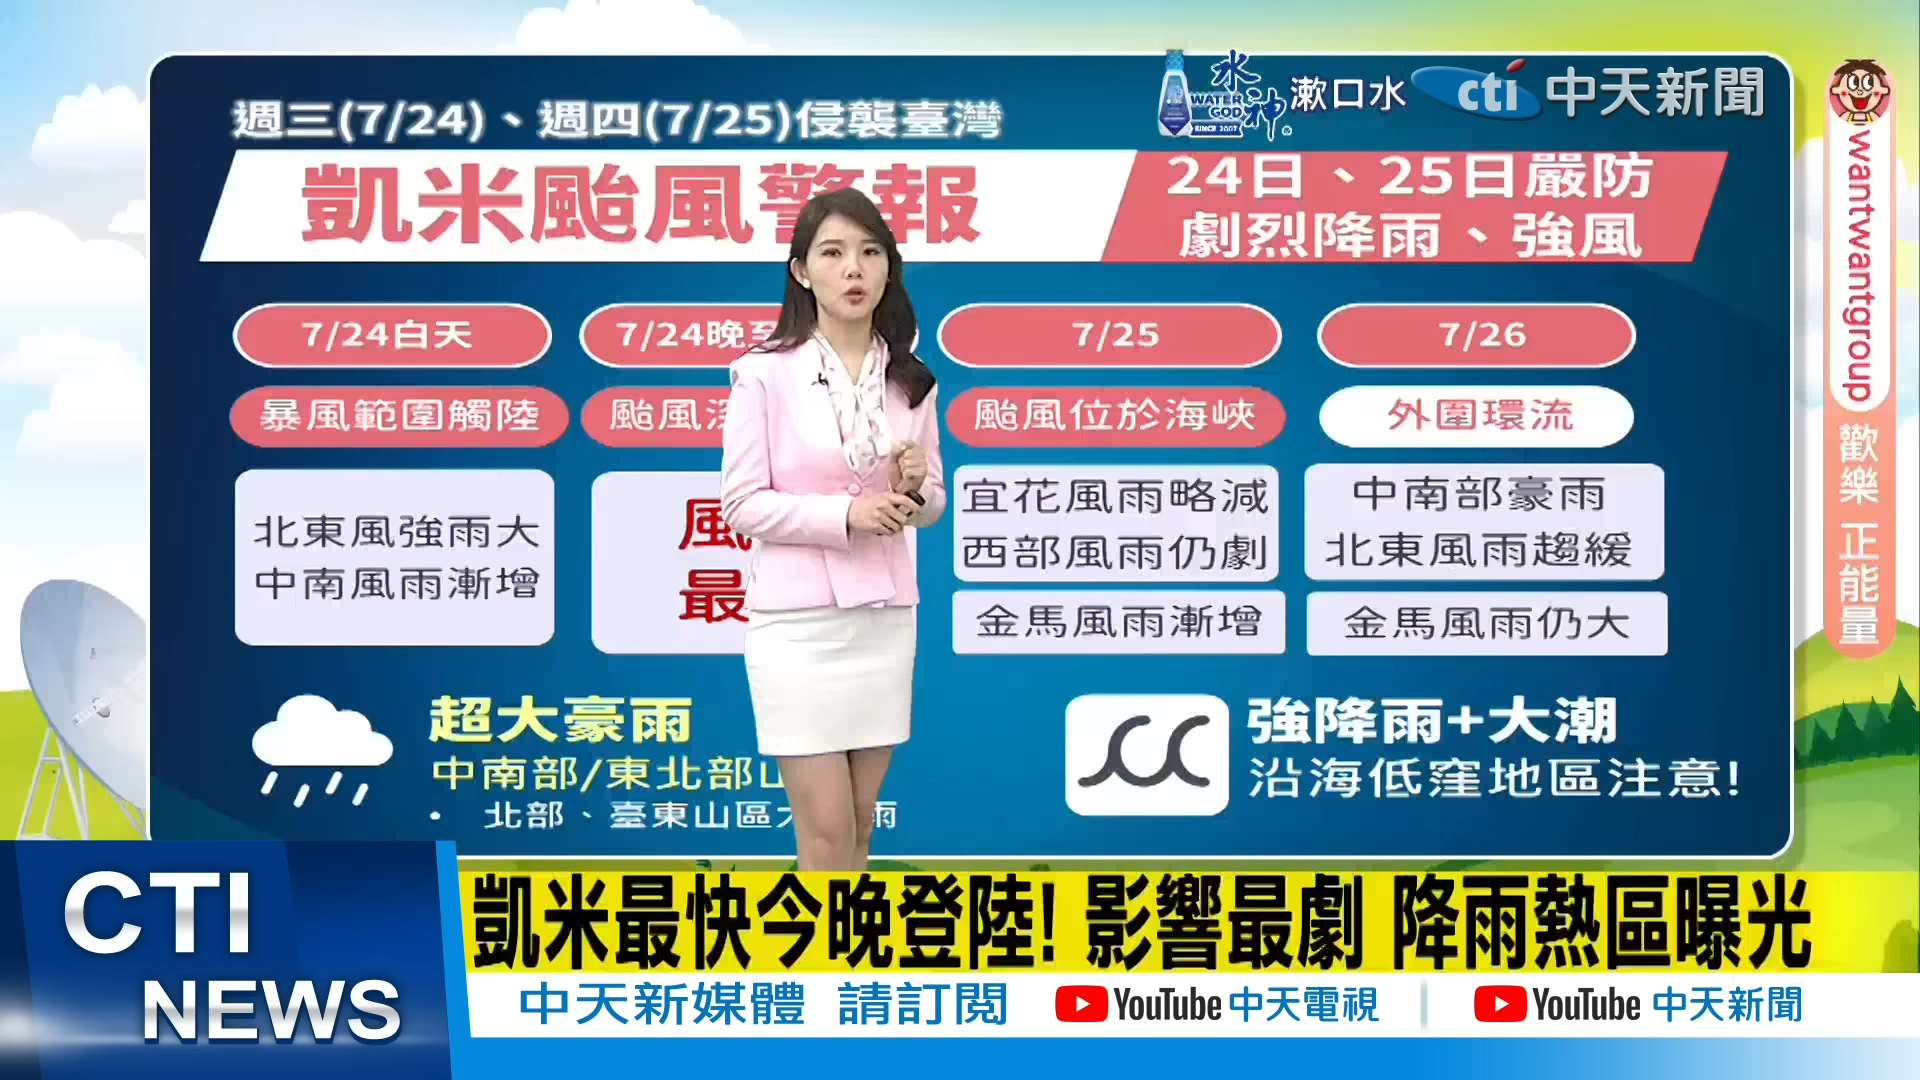 週三(7/24)、週四(7/25)侵襲臺灣
水神
WATER GOD
SINCE 2007
漱口水
cti 中天新聞
凱米颱風警報
24日、25日嚴防
劇烈降雨、強風
7/24白天
7/24晚至
7/25
7/26
暴風範圍觸陸
颱風
颱風位於海峽
外圍環流
北東風強雨大
中南風雨漸增
風
最
宜花風雨略減
西部風雨仍劇
金馬風雨漸增
中南部豪雨
北東風雨趨緩
金馬風雨仍大
超大豪雨
中南部/東北部山
• 北部、臺東山區大 雨
強降雨+大潮
沿海低窪地區注意!
wantwantgroup
歡樂 正能量
CTI
NEWS
凱米最快今晚登陸! 影響最劇 降雨熱區曝光
中天新媒體 請訂閱 YouTube 中天電視 | YouTube 中天新聞